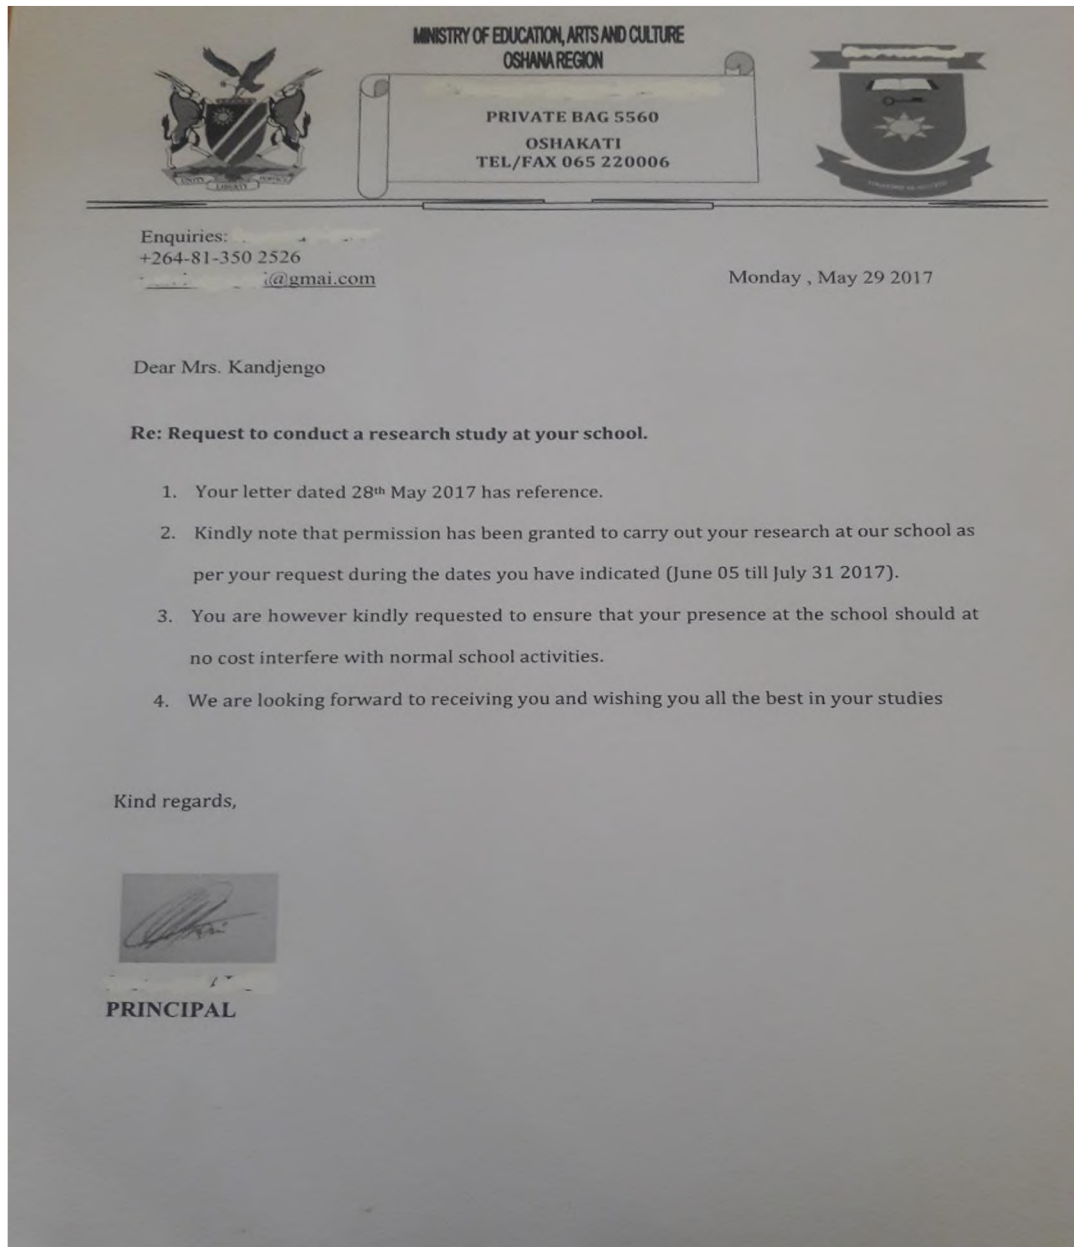 MINISTRY OF EDUCATION, ARTS AND CULTURE
OSHANA REGION
PRIVATE BAG 5560
OSHAKATI
TEL/FAX 065 220006
UNITY LIBERTY JUSTICE
Enquiries:
+264-81-350 2526
i@gmai.com
Monday , May 29 2017
Dear Mrs. Kandjengo
Re: Request to conduct a research study at your school.
1. Your letter dated 28th May 2017 has reference.
2. Kindly note that permission has been granted to carry out your research at our school as
per your request during the dates you have indicated (June 05 till July 31 2017).
3. You are however kindly requested to ensure that your presence at the school should at
no cost interfere with normal school activities.
4. We are looking forward to receiving you and wishing you all the best in your studies
Kind regards,
PRINCIPAL